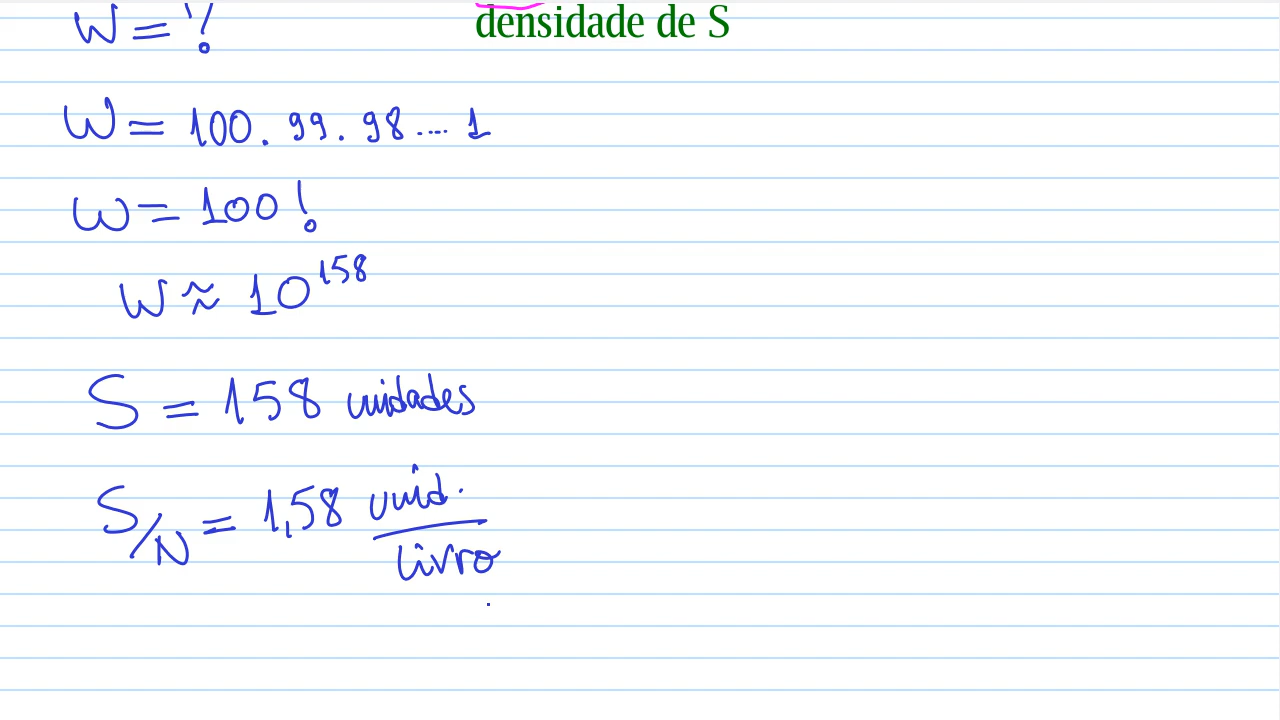 W = ?
densidade de S
W = 100 . 99 . 98 .... 1
W = 100!
W ≈ 10^158
S = 158 unidades
S/N = 1,58 unid.
livro